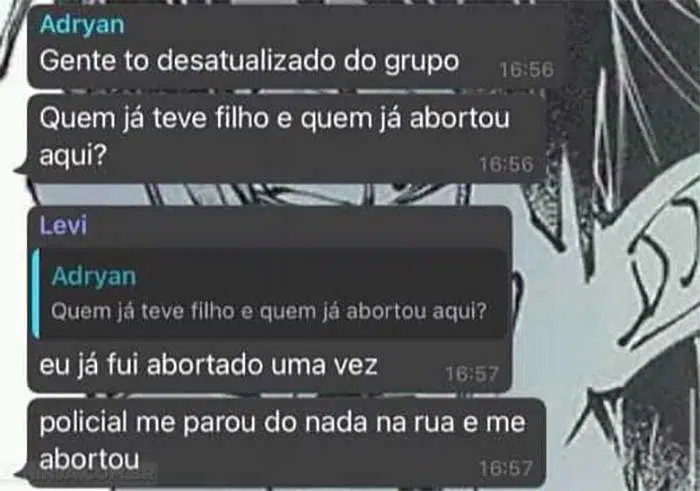 Adryan
Gente to desatualizado do grupo
16:56
Quem já teve filho e quem já abortou
aqui?
16:56
Levi
Adryan
Quem já teve filho e quem já abortou aqui?
eu já fui abortado uma vez
16:57
policial me parou do nada na rua e me
abortou
16:57